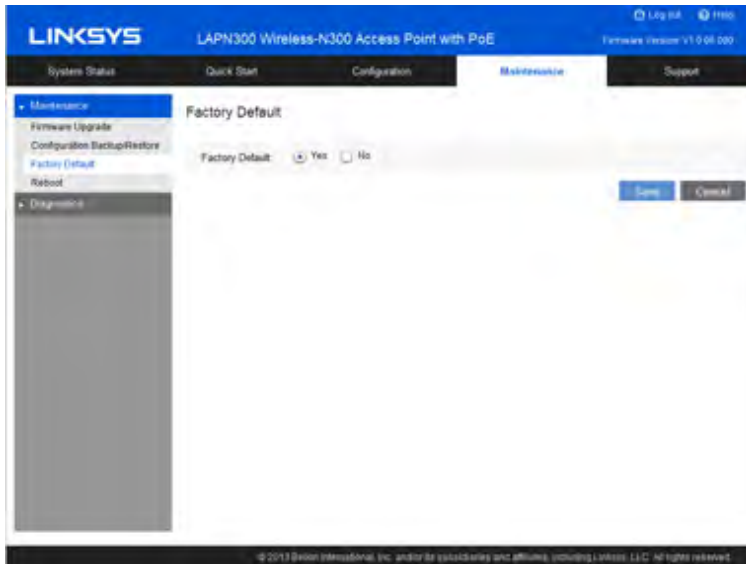 Log out Help
LINKSYS
LAPN300 Wireless-N300 Access Point with PoE
Firmware Version: V1.0.00.000
System Status Quick Start Configuration Maintenance Support
Maintenance
Firmware Upgrade
Configuration Backup/Restore
Factory Default
Reboot
Diagnostics
Factory Default
Factory Default Yes No
Save Cancel
© 2013 Belkin International, Inc. and/or its subsidiaries and affiliates, including Linksys, LLC. All rights reserved.